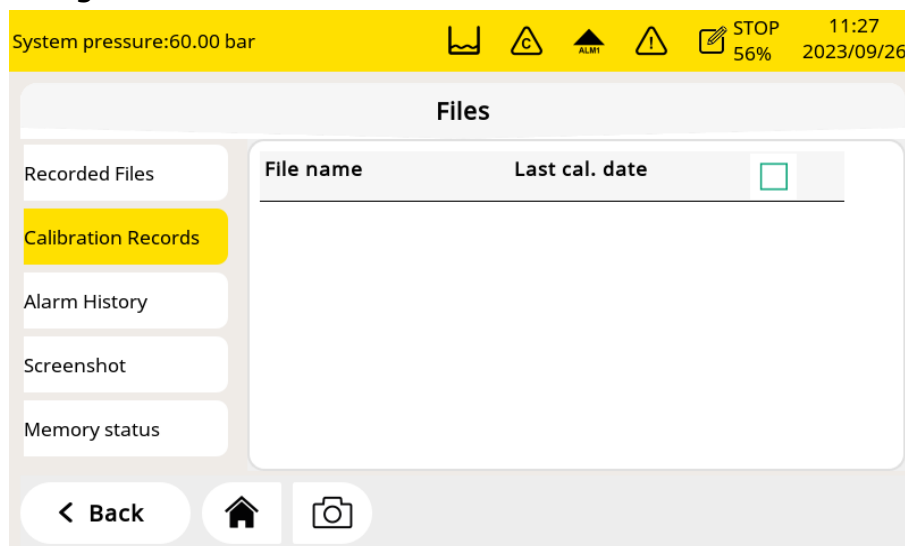 System pressure:60.00 bar
C
ALM1
STOP
56%
11:27
2023/09/26
Files
Recorded Files
Calibration Records
Alarm History
Screenshot
Memory status
File name Last cal. date
Back